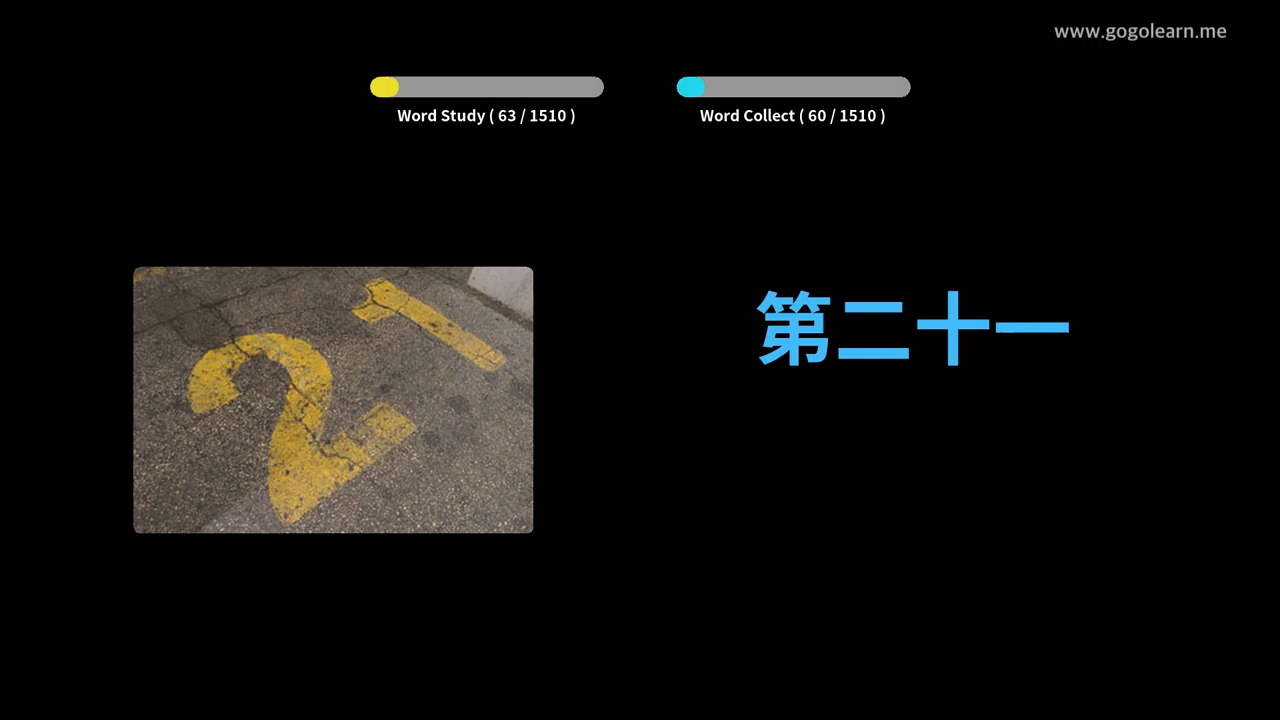 www.gogolearn.me
Word Study ( 63 / 1510 )
Word Collect ( 60 / 1510 )
21
第二十一